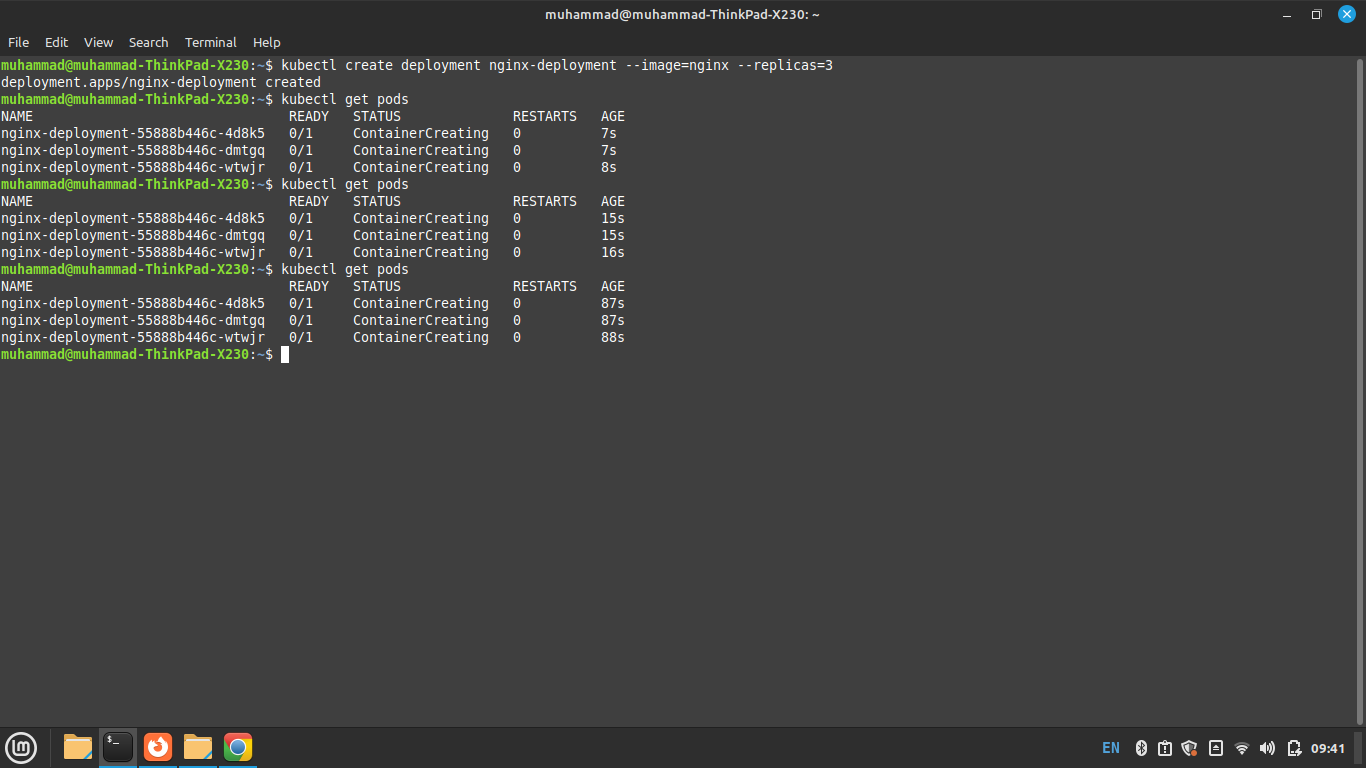 muhammad@muhammad-ThinkPad-X230: ~
File Edit View Search Terminal Help
muhammad@muhammad-ThinkPad-X230:~$ kubectl create deployment nginx-deployment --image=nginx --replicas=3
deployment.apps/nginx-deployment created
muhammad@muhammad-ThinkPad-X230:~$ kubectl get pods
NAME READY STATUS RESTARTS AGE
nginx-deployment-55888b446c-4d8k5 0/1 ContainerCreating 0 7s
nginx-deployment-55888b446c-dmtgq 0/1 ContainerCreating 0 7s
nginx-deployment-55888b446c-wtwjr 0/1 ContainerCreating 0 8s
muhammad@muhammad-ThinkPad-X230:~$ kubectl get pods
NAME READY STATUS RESTARTS AGE
nginx-deployment-55888b446c-4d8k5 0/1 ContainerCreating 0 15s
nginx-deployment-55888b446c-dmtgq 0/1 ContainerCreating 0 15s
nginx-deployment-55888b446c-wtwjr 0/1 ContainerCreating 0 16s
muhammad@muhammad-ThinkPad-X230:~$ kubectl get pods
NAME READY STATUS RESTARTS AGE
nginx-deployment-55888b446c-4d8k5 0/1 ContainerCreating 0 87s
nginx-deployment-55888b446c-dmtgq 0/1 ContainerCreating 0 87s
nginx-deployment-55888b446c-wtwjr 0/1 ContainerCreating 0 88s
muhammad@muhammad-ThinkPad-X230:~$
EN 09:41